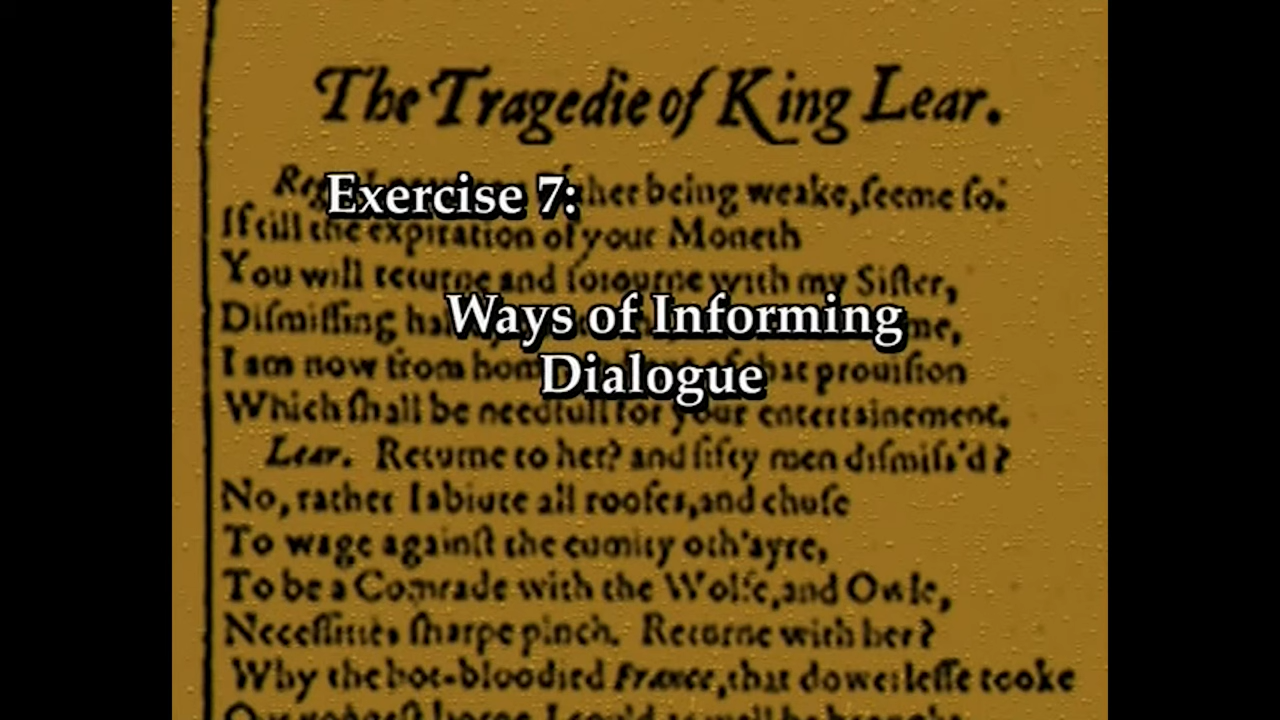 The Tragedie of King Lear.
Exercise 7:
her being weake, ſeeme ſo.
If till the expiration of your Moneth
You will returne and ſoiourne with my Siſter,
Ways of Informing
Diſmiſſing me,
Dialogue
I am now from prouiſion
Which ſhall be needfull for your entertainement.
Lear. Returne to her? and fifty men diſmiſs'd?
No, rather I abiure all roofes, and chuſe
To wage againſt the enmity oth'ayre,
To be a Comrade with the Wolfe, and Owle,
Neceſſities ſharpe pinch. Returne with her?
Why the hot-bloodied France, that dowerleſſe tooke